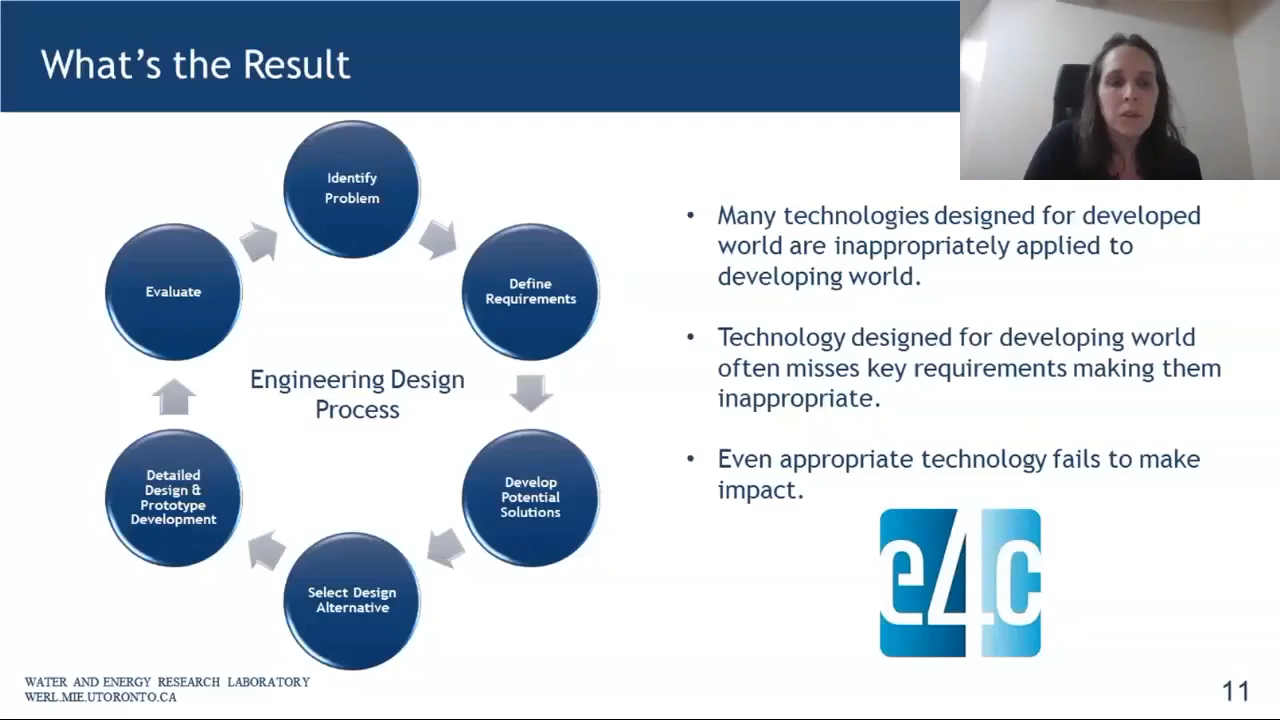 What's the Result
Identify
Problem
Define
Requirements
Develop
Potential
Solutions
Select Design
Alternative
Detailed
Design &
Prototype
Development
Evaluate
Engineering Design
Process
• Many technologies designed for developed
world are inappropriately applied to
developing world.
• Technology designed for developing world
often misses key requirements making them
inappropriate.
• Even appropriate technology fails to make
impact.
e4c
WATER AND ENERGY RESEARCH LABORATORY
WERL.MIE.UTORONTO.CA
11